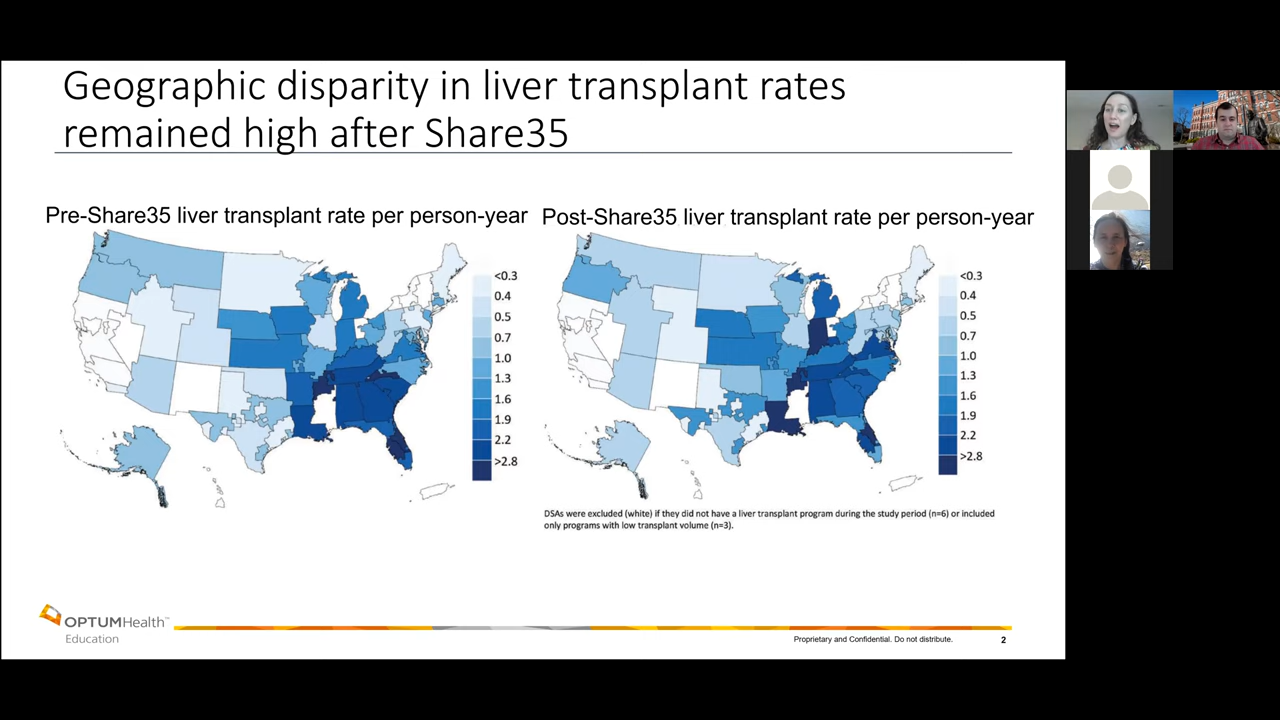 Geographic disparity in liver transplant rates
remained high after Share35
Pre-Share35 liver transplant rate per person-year
Post-Share35 liver transplant rate per person-year
<0.3
0.4
0.5
0.7
1.0
1.3
1.6
1.9
2.2
>2.8
<0.3
0.4
0.5
0.7
1.0
1.3
1.6
1.9
2.2
>2.8
DSAs were excluded (white) if they did not have a liver transplant program during the study period (n=6) or included
only programs with low transplant volume (n=3).
OPTUMHealth™
Education
Proprietary and Confidential. Do not distribute.
2